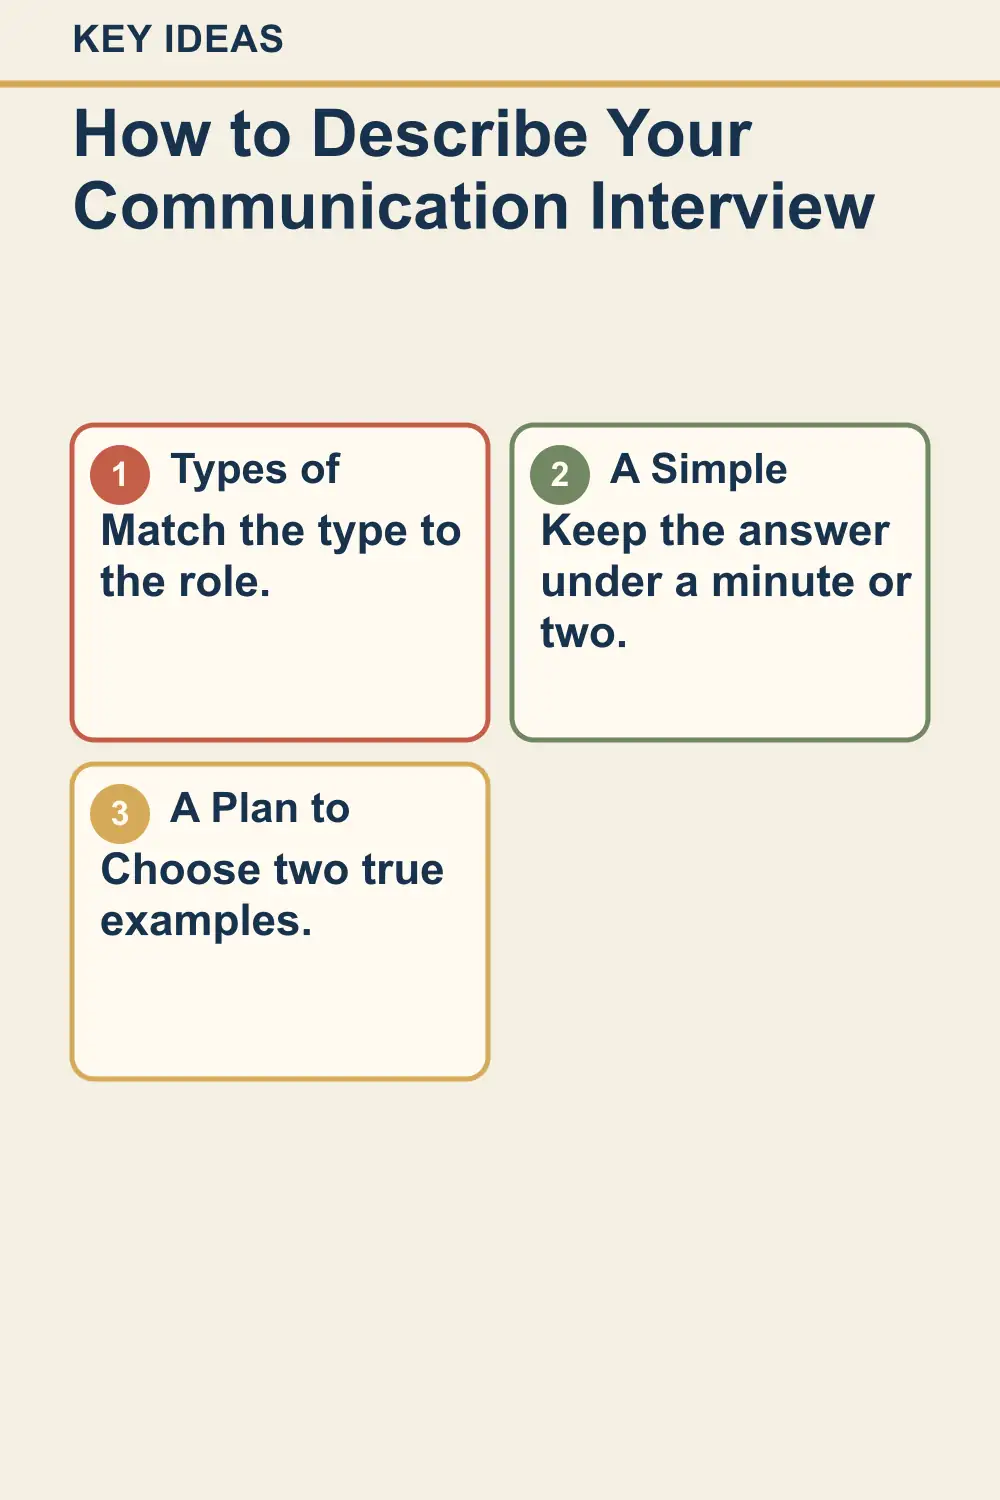 KEY IDEAS
How to Describe Your
Communication Interview
1 Types of
Match the type to
the role.
2 A Simple
Keep the answer
under a minute or
two.
3 A Plan to
Choose two true
examples.